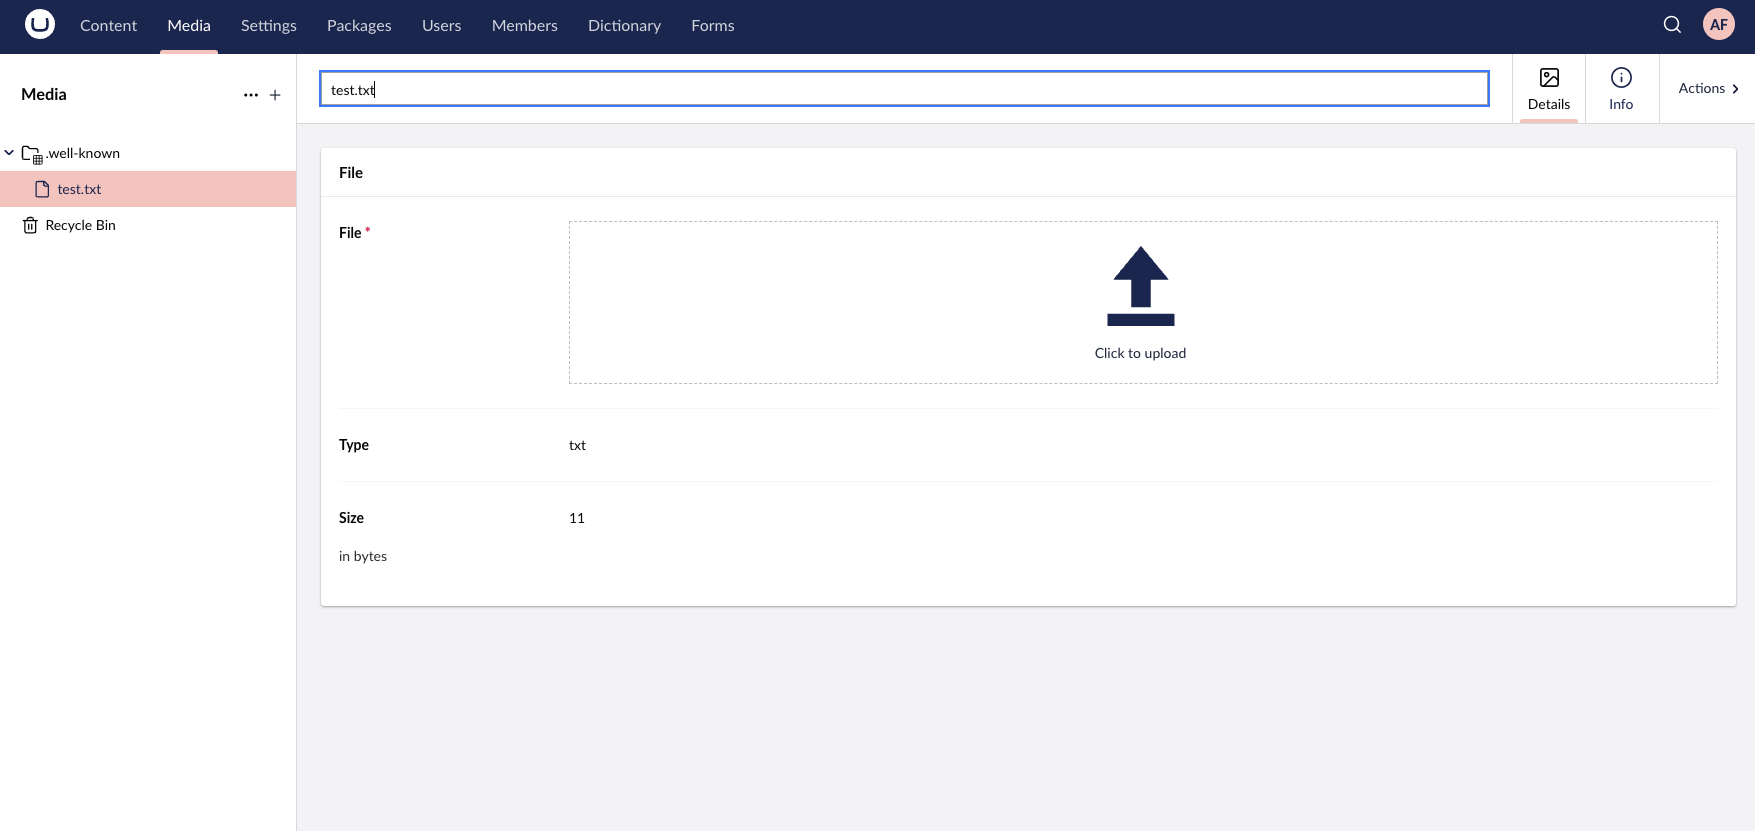 Content Media Settings Packages Users Members Dictionary Forms AF
Media
test.txt
Details Info Actions
.well-known
test.txt
Recycle Bin
File
File *
Click to upload
Type txt
Size 11
in bytes